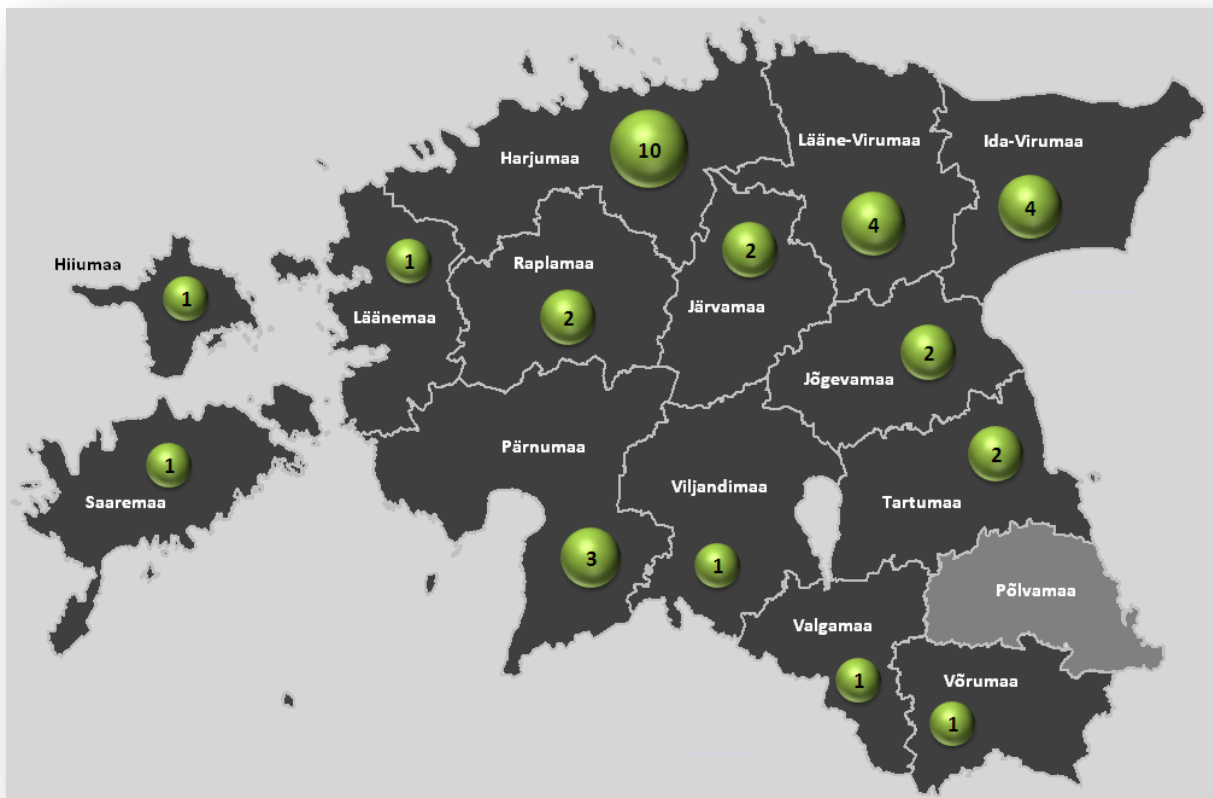 Harjumaa
10
Lääne-Virumaa
4
Ida-Virumaa
4
Hiiumaa
1
Läänemaa
1
Raplamaa
2
Järvamaa
2
Jõgevamaa
2
Saaremaa
1
Pärnumaa
3
Viljandimaa
1
Tartumaa
2
Põlvamaa
Valgamaa
1
Võrumaa
1